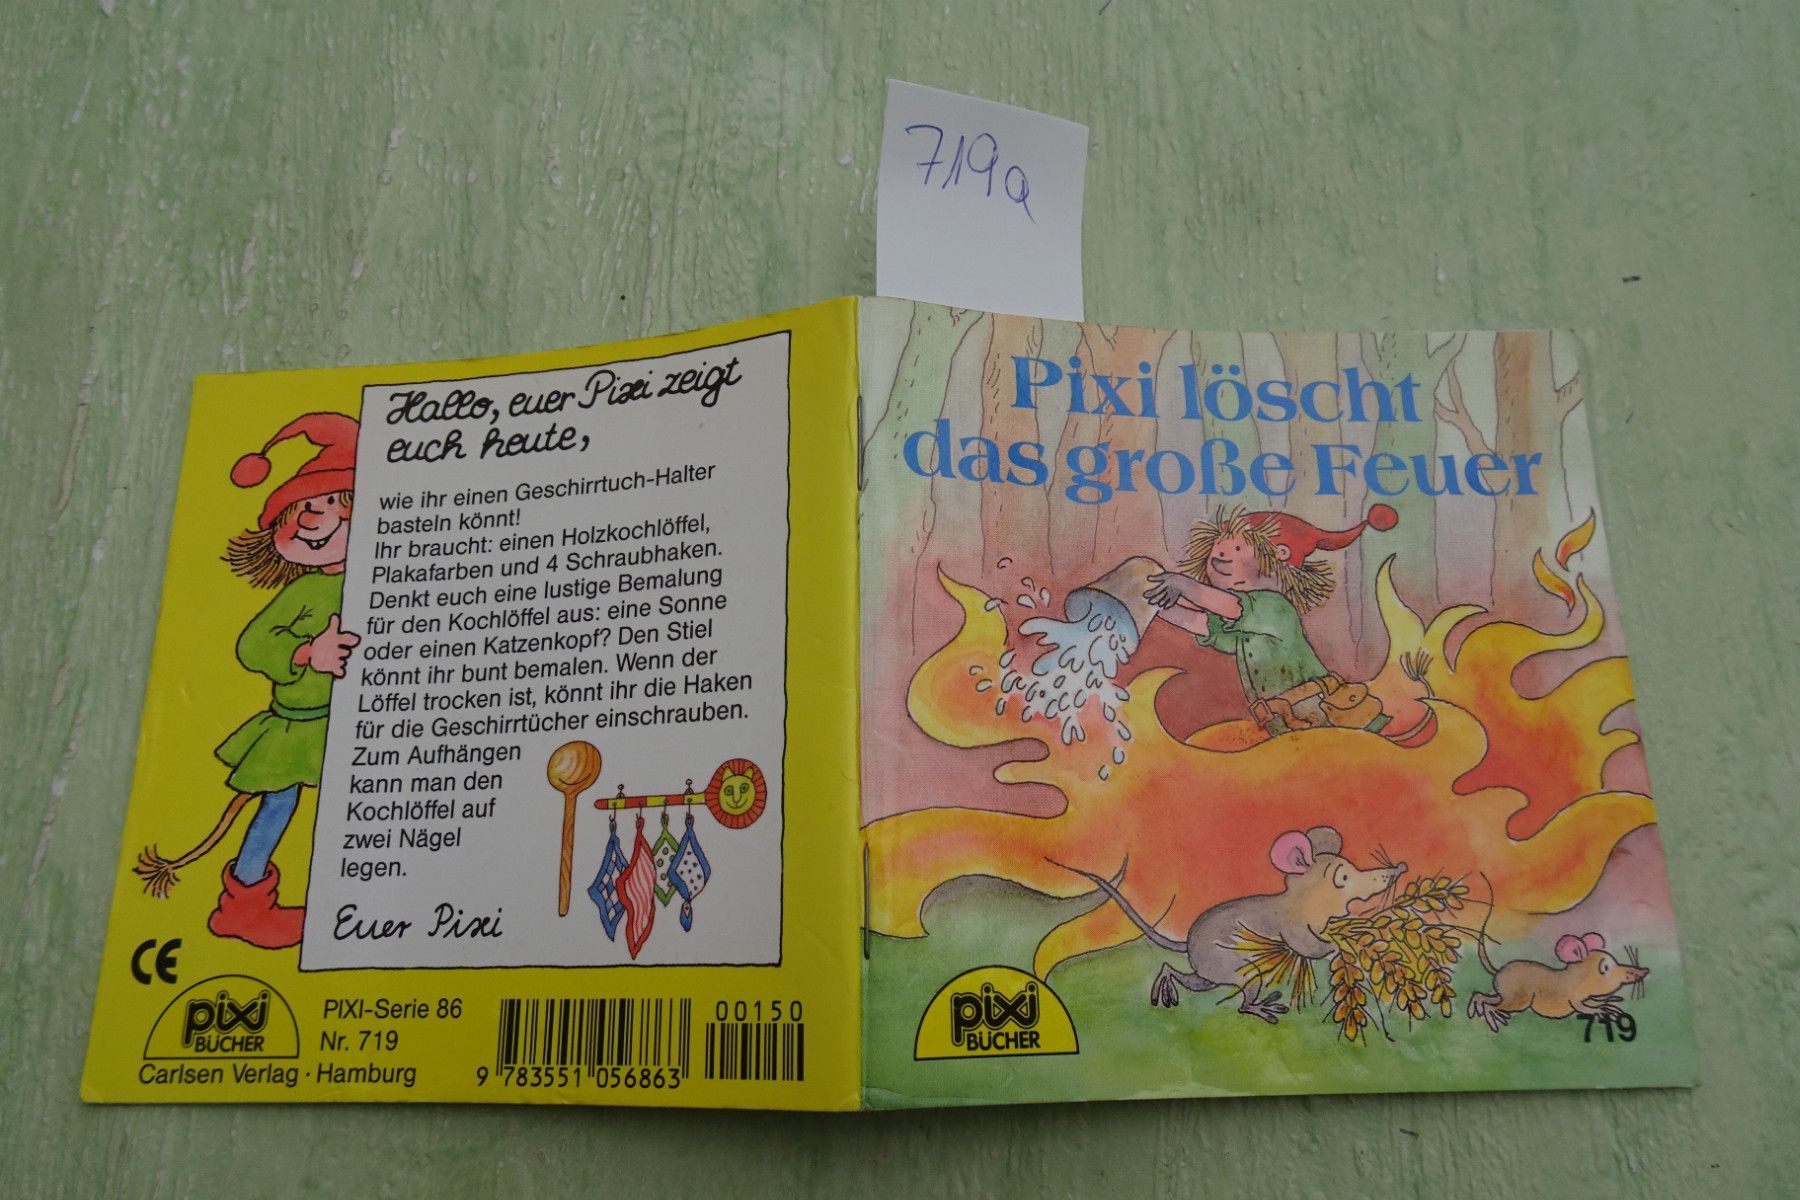 719a
Hallo, euer Pixi zeigt
euch heute,
wie ihr einen Geschirrtuch-Halter
basteln könnt!
Ihr braucht: einen Holzkochlöffel,
Plakafarben und 4 Schraubhaken.
Denkt euch eine lustige Bemalung
für den Kochlöffel aus: eine Sonne
oder einen Katzenkopf? Den Stiel
könnt ihr bunt bemalen. Wenn der
Löffel trocken ist, könnt ihr die Haken
für die Geschirrtücher einschrauben.
Zum Aufhängen
kann man den
Kochlöffel auf
zwei Nägel
legen.
Euer Pixi
CE
pixi
BÜCHER
PIXI-Serie 86
Nr. 719
Carlsen Verlag · Hamburg
9 783551 056863
00150
Pixi löscht
das große Feuer
pixi
BÜCHER
719